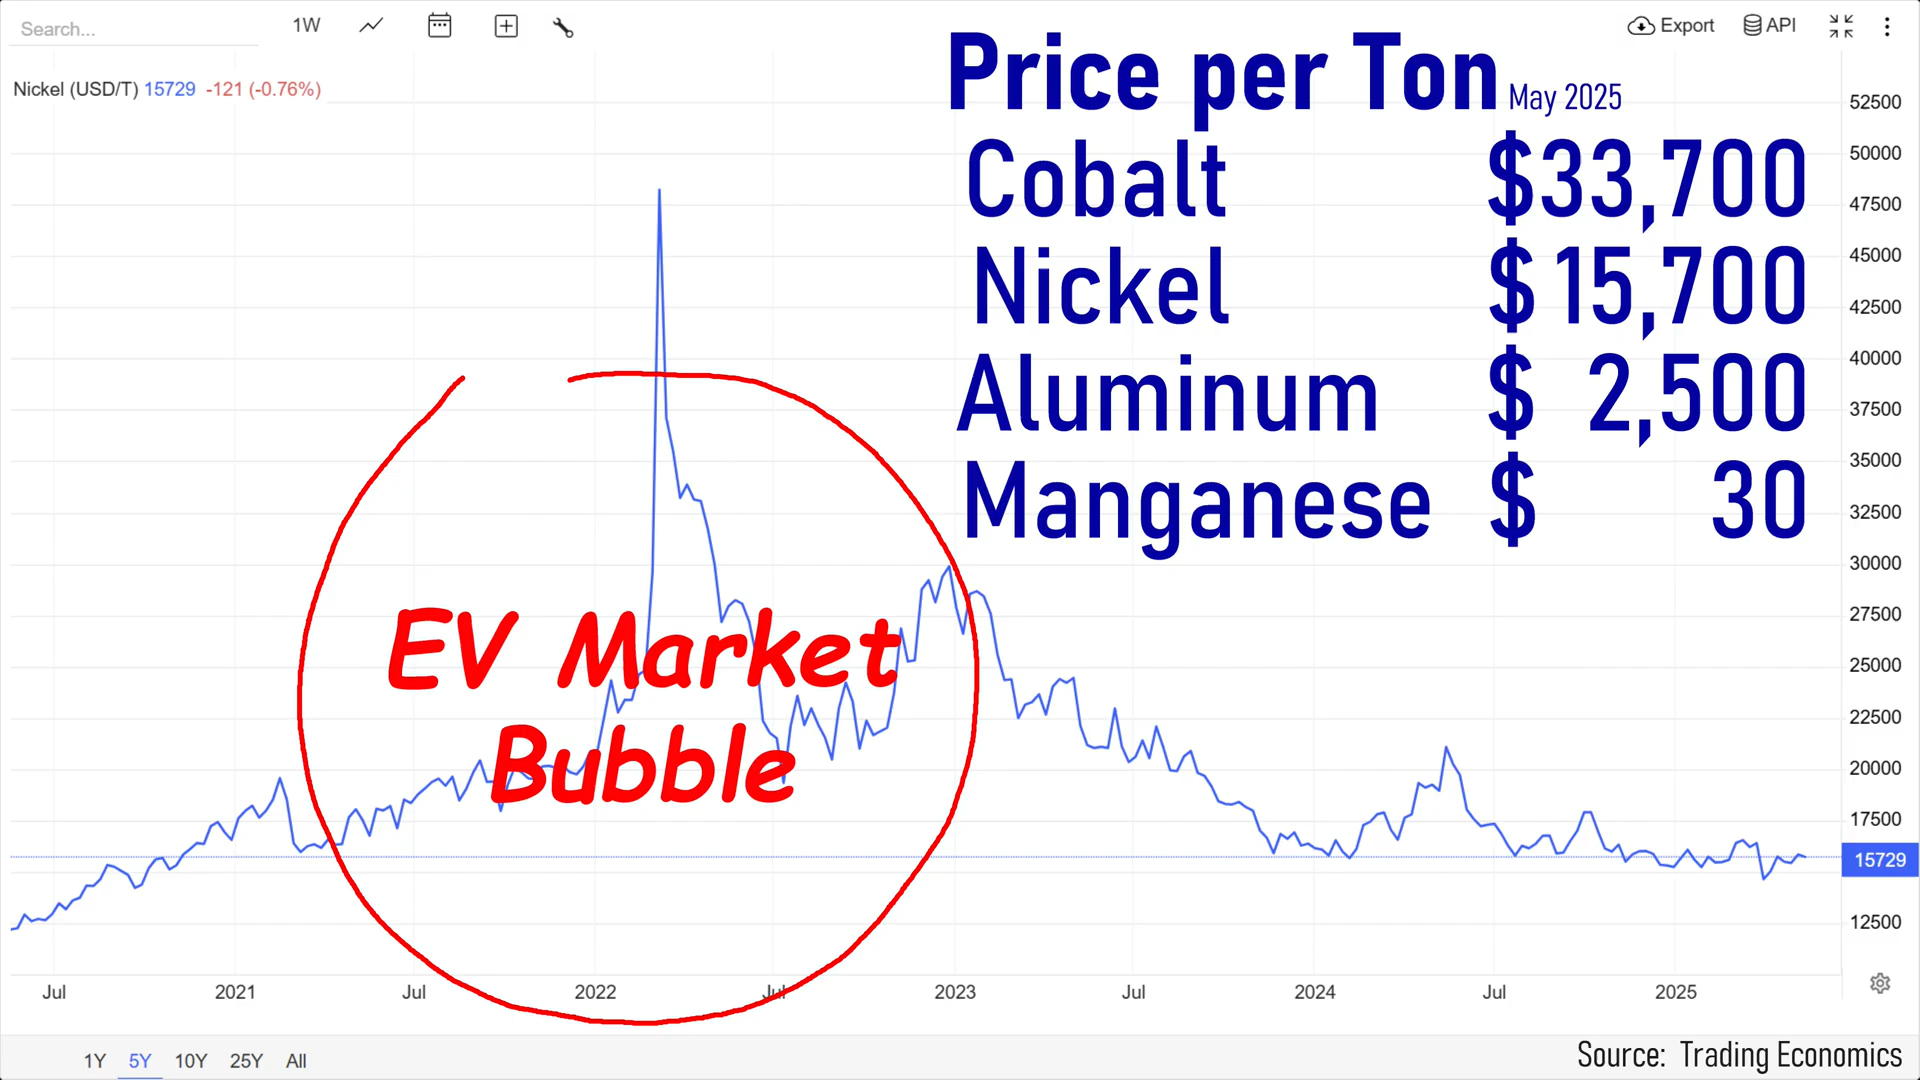 Search...
1W
Export
API
Price per Ton May 2025
Nickel (USD/T) 15729 -121 (-0.76%)
Cobalt $33,700
Nickel $15,700
Aluminum $ 2,500
Manganese $ 30
52500
50000
47500
45000
42500
40000
37500
35000
32500
30000
27500
25000
22500
20000
17500
15729
12500
EV Market
Bubble
Jul
2021
Jul
2022
Jul
2023
Jul
2024
Jul
2025
1Y 5Y 10Y 25Y All
Source: Trading Economics